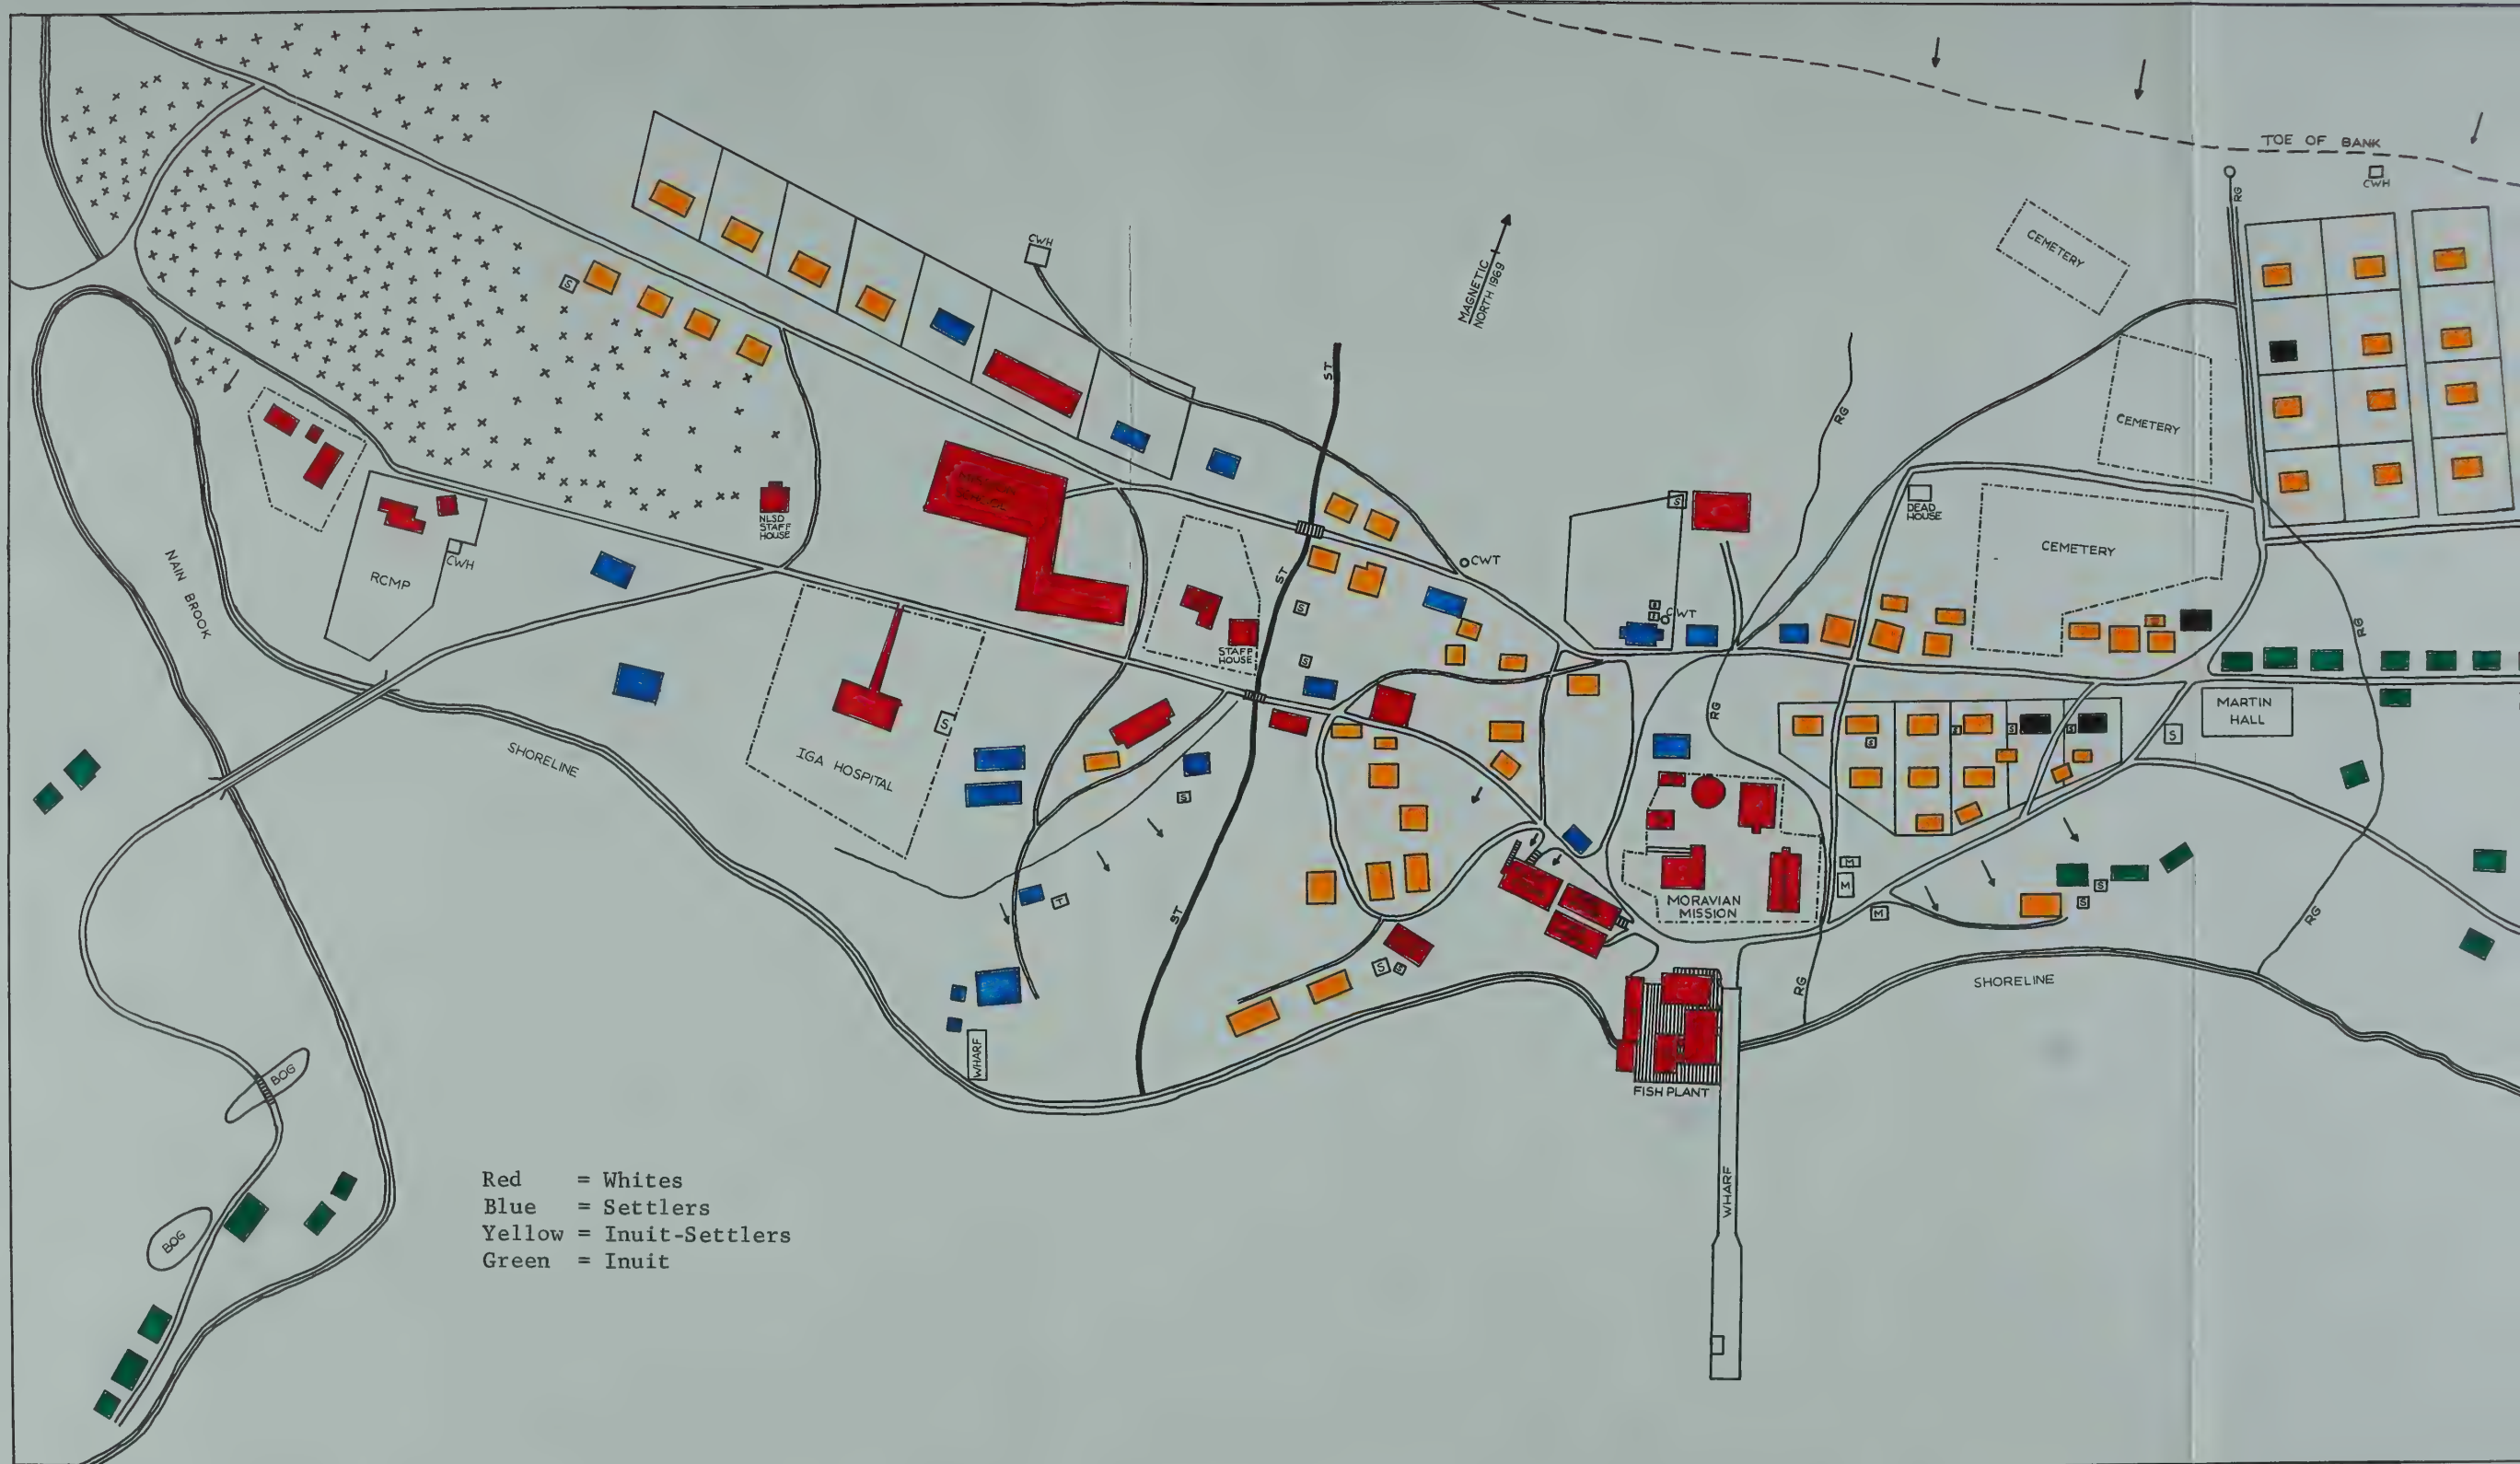 TOE OF BANK
CWH
RG
CWH
MAGNETIC
NORTH 1969
CEMETERY
ST
RG
CEMETERY
S
S
DEAD
HOUSE
NLSD
STAFF
HOUSE
CEMETERY
ST
CWT
CWH
RCMP
NAIN BROOK
S
CWT
RG
STAFF
HOUSE
S
S
IGA HOSPITAL
SHORELINE
RG
MARTIN
HALL
S
S
S
S
S
S
M
M
M
S
S
T
ST
MORAVIAN
MISSION
RG
S
S
RG
SHORELINE
WHARF
FISH PLANT
BOG
WHARF
BOG
Red = Whites
Blue = Settlers
Yellow = Inuit-Settlers
Green = Inuit